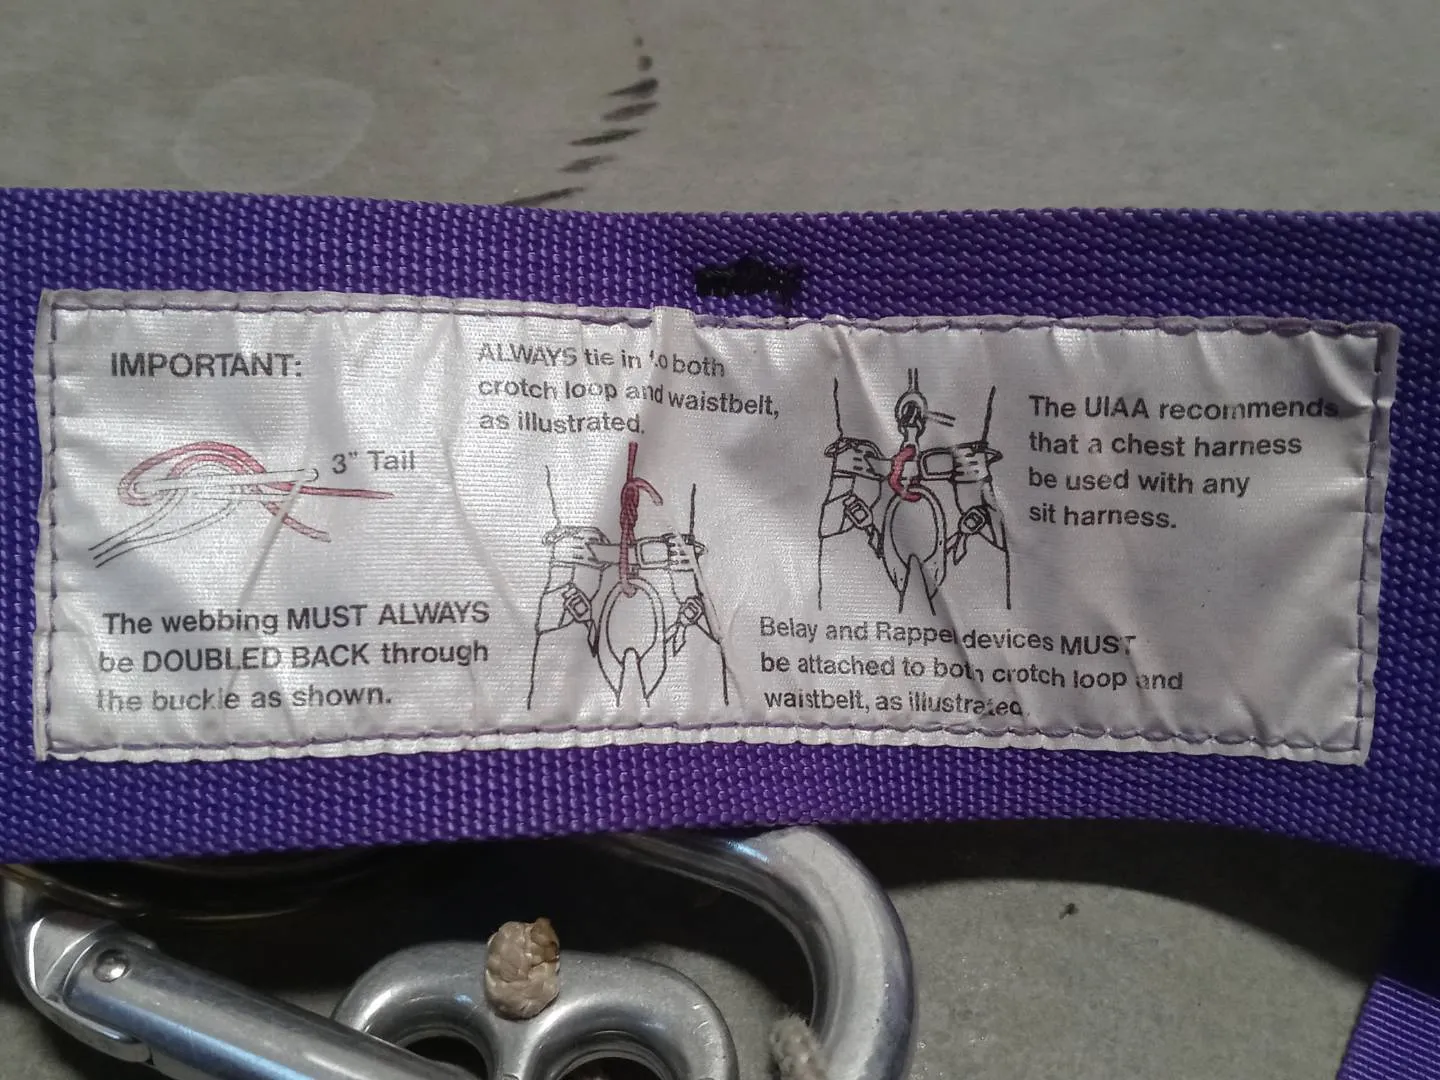 IMPORTANT:
3" Tail
The webbing MUST ALWAYS
be DOUBLED BACK through
the buckle as shown.
ALWAYS tie in to both
crotch loop and waistbelt,
as illustrated.
Belay and Rappel devices MUST
be attached to both crotch loop and
waistbelt, as illustrated
The UIAA recommends
that a chest harness
be used with any
sit harness.